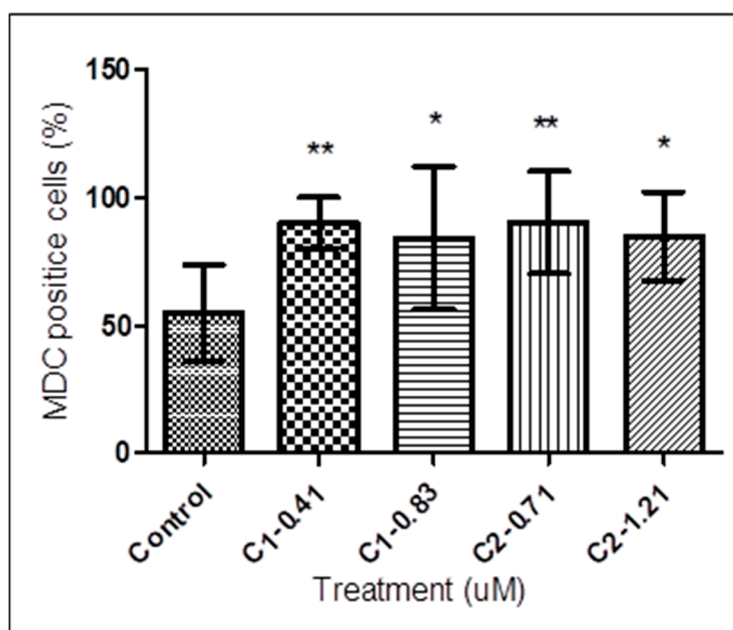 MDC positice cells (%)
150
100
50
0
**
*
**
*
Control
C1-0.41
C1-0.83
C2-0.71
C2-1.21
Treatment (uM)